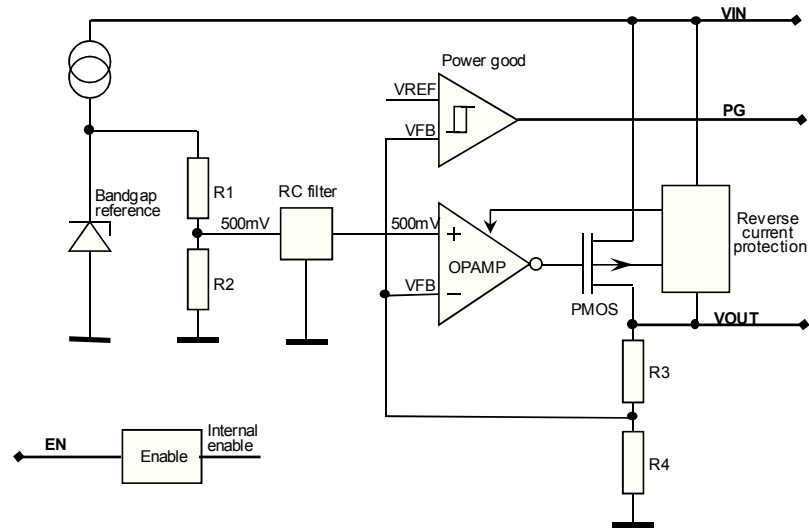 VIN
Power good
VREF
PG
VFB
Bandgap
reference
R1
RC filter
500mV
500mV
+
OPAMP
Reverse
current
protection
R2
VFB
−
PMOS
VOUT
R3
EN
Enable
Internal
enable
R4